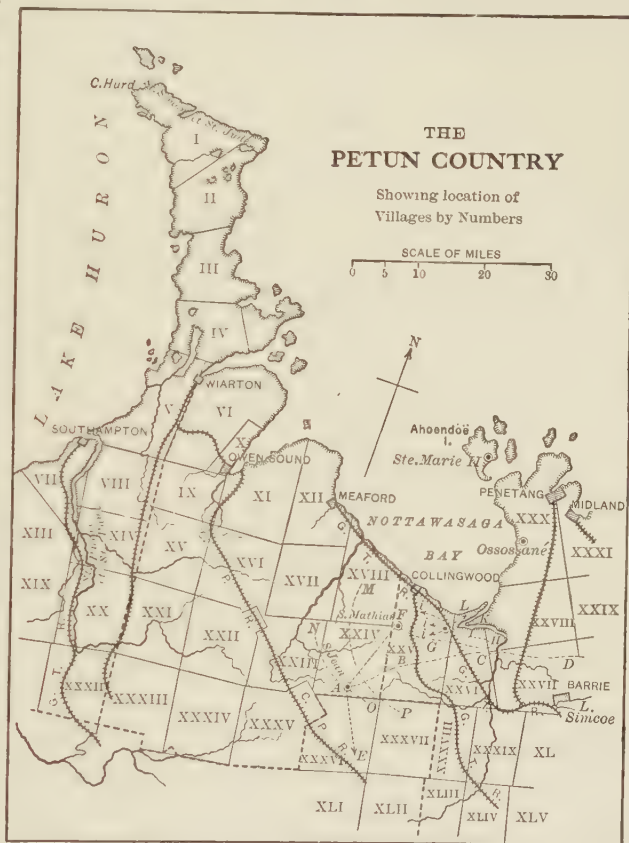 THE
PETUN COUNTRY
Showing location of
Villages by Numbers
SCALE OF MILES
0 5 10 20 30
C. Hurd
I
II
III
IV
LAKE HURON
N
WIARTON
V
VI
SOUTHAMPTON
X
OWEN SOUND
Ahoendoë
I.
Ste. Marie II
PENETANG
MIDLAND
VII
VIII
IX
XI
XII
MEAFORD
NOTTAWASAGA
BAY
Ossossané
XXX
XXXI
XIII
XIV
XV
XVI
XVII
XVIII
M
COLLINGWOOD
L
XXIX
XIX
XX
XXI
XXII
N
S. Mathias
F
i
G
K
H
XXVIII
XXIII
XXIV
XXV
B
C
D
S. Jean
A
O
P
XXVI
XXVII
BARRIE
L.
Simcoe
XXXII
XXXIII
XXXIV
XXXV
XXXVI
E
XXXVII
XXXVIII
XXXIX
XL
G. T. R.
C. P. R.
XLI
XLII
XLIII
XLIV
XLV